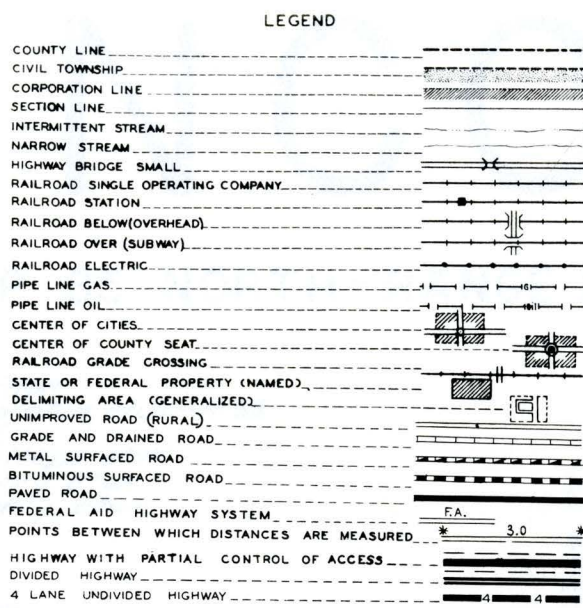 LEGEND
COUNTY LINE
CIVIL TOWNSHIP
CORPORATION LINE
SECTION LINE
INTERMITTENT STREAM
NARROW STREAM
HIGHWAY BRIDGE SMALL
RAILROAD SINGLE OPERATING COMPANY
RAILROAD STATION
RAILROAD BELOW(OVERHEAD)
RAILROAD OVER (SUBWAY)
RAILROAD ELECTRIC
PIPE LINE GAS G
PIPE LINE OIL Oil
CENTER OF CITIES
CENTER OF COUNTY SEAT
RAILROAD GRADE CROSSING
STATE OR FEDERAL PROPERTY (NAMED)
DELIMITING AREA (GENERALIZED)
UNIMPROVED ROAD (RURAL)
GRADE AND DRAINED ROAD
METAL SURFACED ROAD
BITUMINOUS SURFACED ROAD
PAVED ROAD
FEDERAL AID HIGHWAY SYSTEM F.A.
POINTS BETWEEN WHICH DISTANCES ARE MEASURED * 3.0 *
HIGHWAY WITH PARTIAL CONTROL OF ACCESS
DIVIDED HIGHWAY
4 LANE UNDIVIDED HIGHWAY 4 4